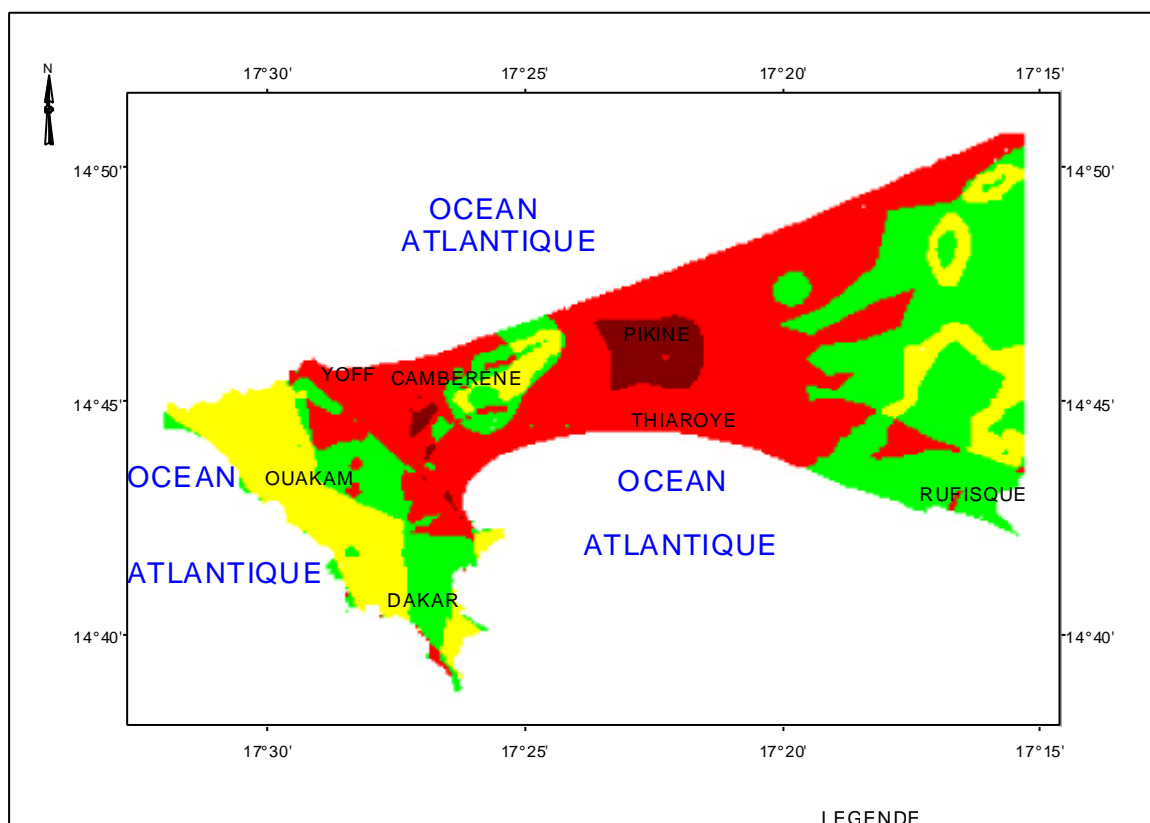 N
17°30'
17°25'
17°20'
17°15'
14°50'
14°50'
OCEAN
ATLANTIQUE
PIKINE
YOFF
CAMBERENE
14°45'
14°45'
THIAROYE
OCEAN
OUAKAM
OCEAN
RUFISQUE
ATLANTIQUE
ATLANTIQUE
DAKAR
14°40'
14°40'
17°30'
17°25'
17°20'
17°15'
LEGENDE